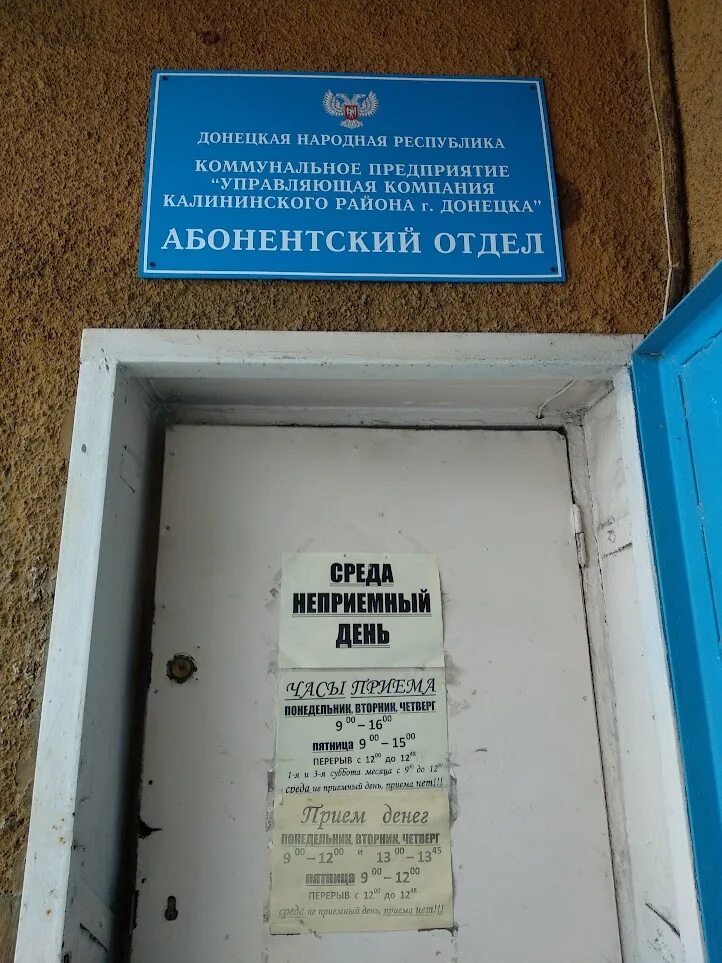 ДОНЕЦКАЯ НАРОДНАЯ РЕСПУБЛИКА
КОММУНАЛЬНОЕ ПРЕДПРИЯТИЕ
"УПРАВЛЯЮЩАЯ КОМПАНИЯ
КАЛИНИНСКОГО РАЙОНА г. ДОНЕЦКА"
АБОНЕНТСКИЙ ОТДЕЛ
СРЕДА
НЕПРИЕМНЫЙ
ДЕНЬ
ЧАСЫ ПРИЕМА
ПОНЕДЕЛЬНИК, ВТОРНИК, ЧЕТВЕРГ
9 00 – 16 00
ПЯТНИЦА 9 00 – 15 00
ПЕРЕРЫВ С 12 00 ДО 12 48
1-я и 3-я суббота месяца с 9 00 до 12 00
среда не приемный день, приема нет!!!
Прием денег
ПОНЕДЕЛЬНИК, ВТОРНИК, ЧЕТВЕРГ
9 00 – 12 00 и 13 00 – 13 45
ПЯТНИЦА 9 00 – 12 00
ПЕРЕРЫВ С 12 00 ДО 12 48
среда не приемный день, приема нет!!!